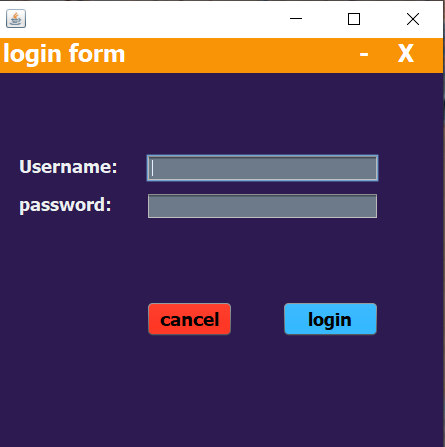 login form - X
Username:
password:
cancel login